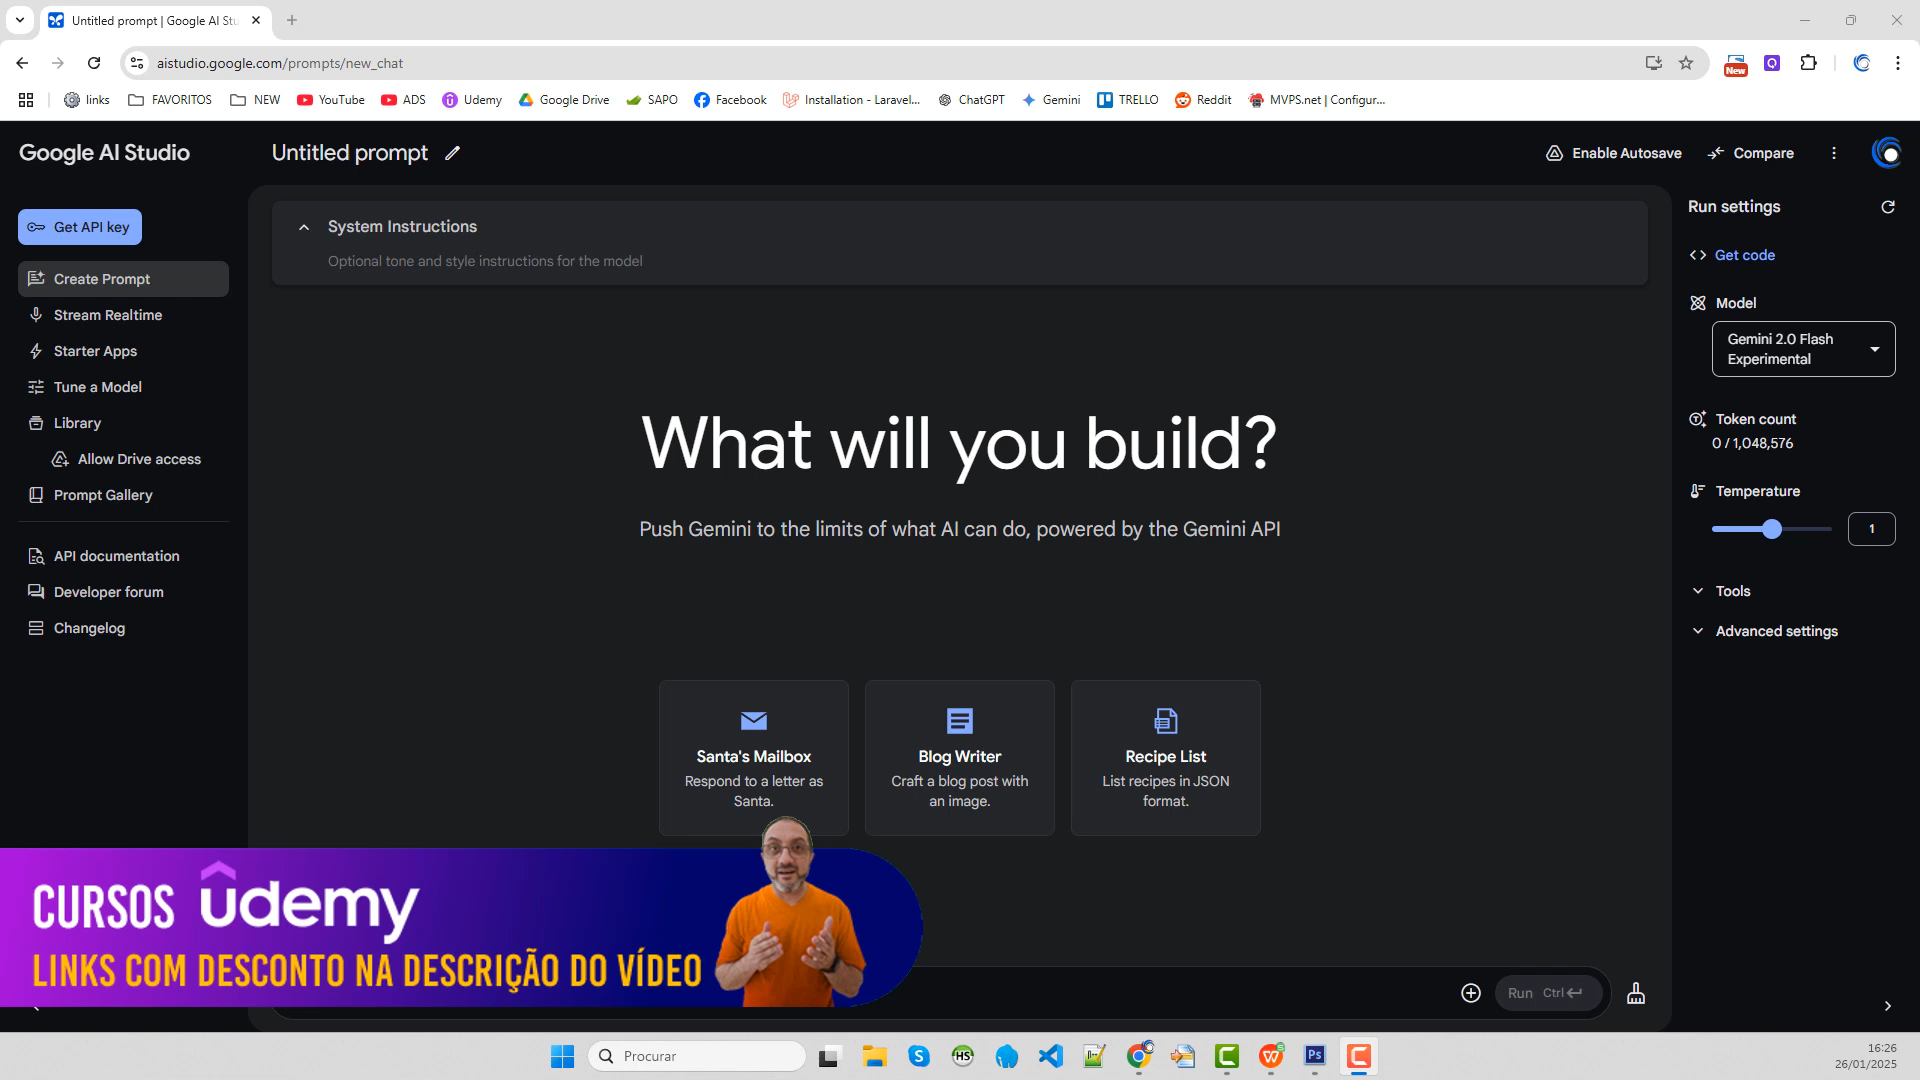 Untitled prompt | Google AI Stu
aistudio.google.com/prompts/new_chat
New
links
FAVORITOS
NEW
YouTube
ADS
Udemy
Google Drive
SAPO
Facebook
Installation - Laravel...
ChatGPT
Gemini
TRELLO
Reddit
MVPS.net | Configur...
Google AI Studio
Untitled prompt
Enable Autosave
Compare
Get API key
Create Prompt
Stream Realtime
Starter Apps
Tune a Model
Library
Allow Drive access
Prompt Gallery
API documentation
Developer forum
Changelog
System Instructions
Optional tone and style instructions for the model
What will you build?
Push Gemini to the limits of what AI can do, powered by the Gemini API
Santa's Mailbox
Respond to a letter as
Santa.
Blog Writer
Craft a blog post with
an image.
Recipe List
List recipes in JSON
format.
Run Ctrl
Run settings
Get code
Model
Gemini 2.0 Flash
Experimental
Token count
0 / 1,048,576
Temperature
1
Tools
Advanced settings
CURSOS udemy
LINKS COM DESCONTO NA DESCRIÇÃO DO VÍDEO
Procurar
HS
Ps
16:26
26/01/2025